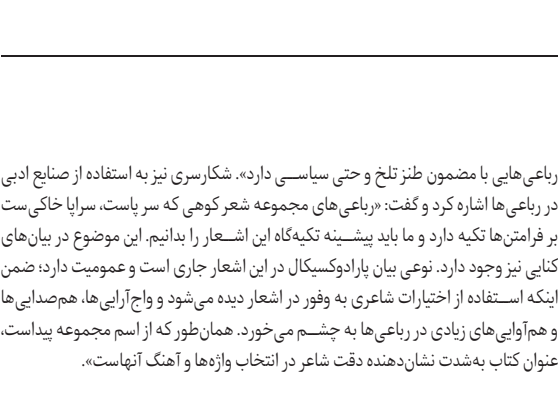 رباعی‌هایی با مضمون طنز تلخ و حتی سیاسی دارد». شکارسری نیز به استفاده از صنایع ادبی
در رباعی‌ها اشاره کرد و گفت: «رباعی‌های مجموعه شعر کوهی که سر پاست، سراپا خاکی‌ست
بر فرامتن‌ها تکیه دارد و ما باید پیشینه تکیه‌گاه این اشعار را بدانیم. این موضوع در بیان‌های
کنایی نیز وجود دارد. نوعی بیان پارادوکسیکال در این اشعار جاری است و عمومیت دارد؛ ضمن
اینکه استفاده از اختیارات شاعری به وفور در اشعار دیده می‌شود و واج‌آرایی‌ها، هم‌صدایی‌ها
و هم‌آوایی‌های زیادی در رباعی‌ها به چشم می‌خورد. همان‌طور که از اسم مجموعه پیداست،
عنوان کتاب به‌شدت نشان‌دهنده دقت شاعر در انتخاب واژه‌ها و آهنگ آنهاست».